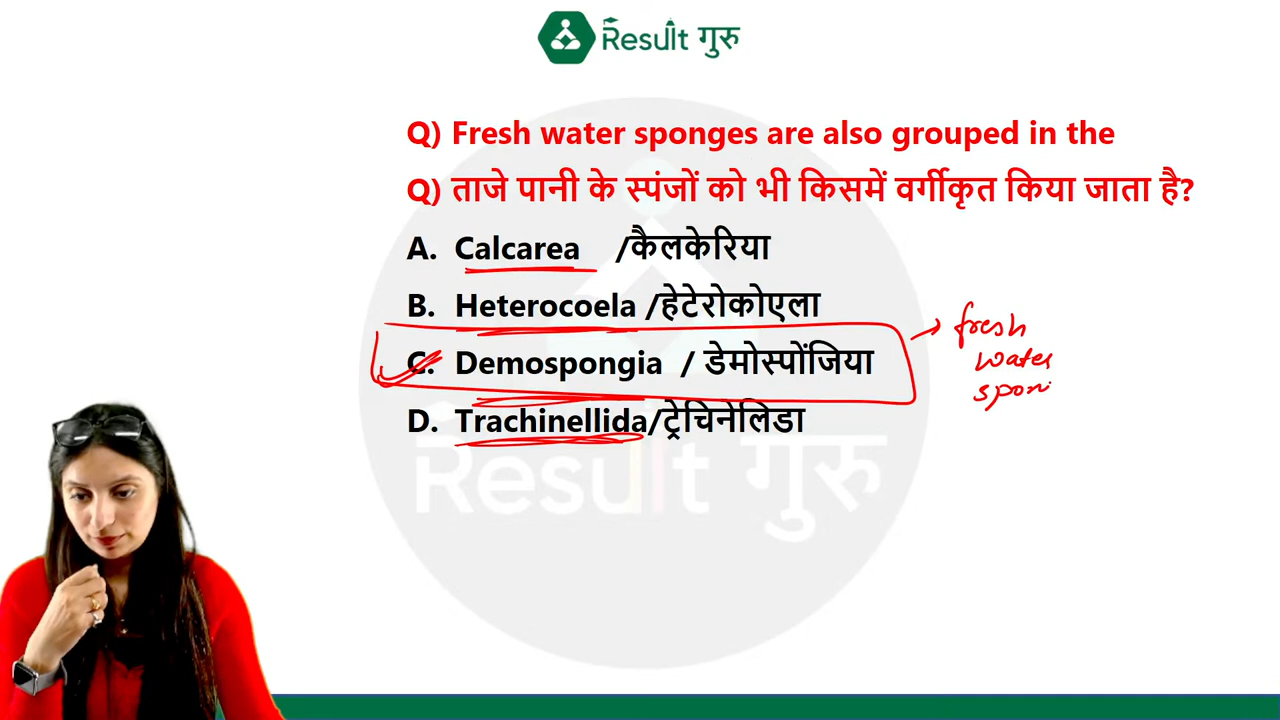 Result गुरु
Q) Fresh water sponges are also grouped in the
Q) ताजे पानी के स्पंजों को भी किसमें वर्गीकृत किया जाता है?
A. Calcarea /कैलकेरिया
B. Heterocoela /हेटेरोकोएला
C. Demospongia / डेमोस्पोंजिया
D. Trachinellida/ट्रेचिनेलिडा
fresh
water
spon
Result गुरु